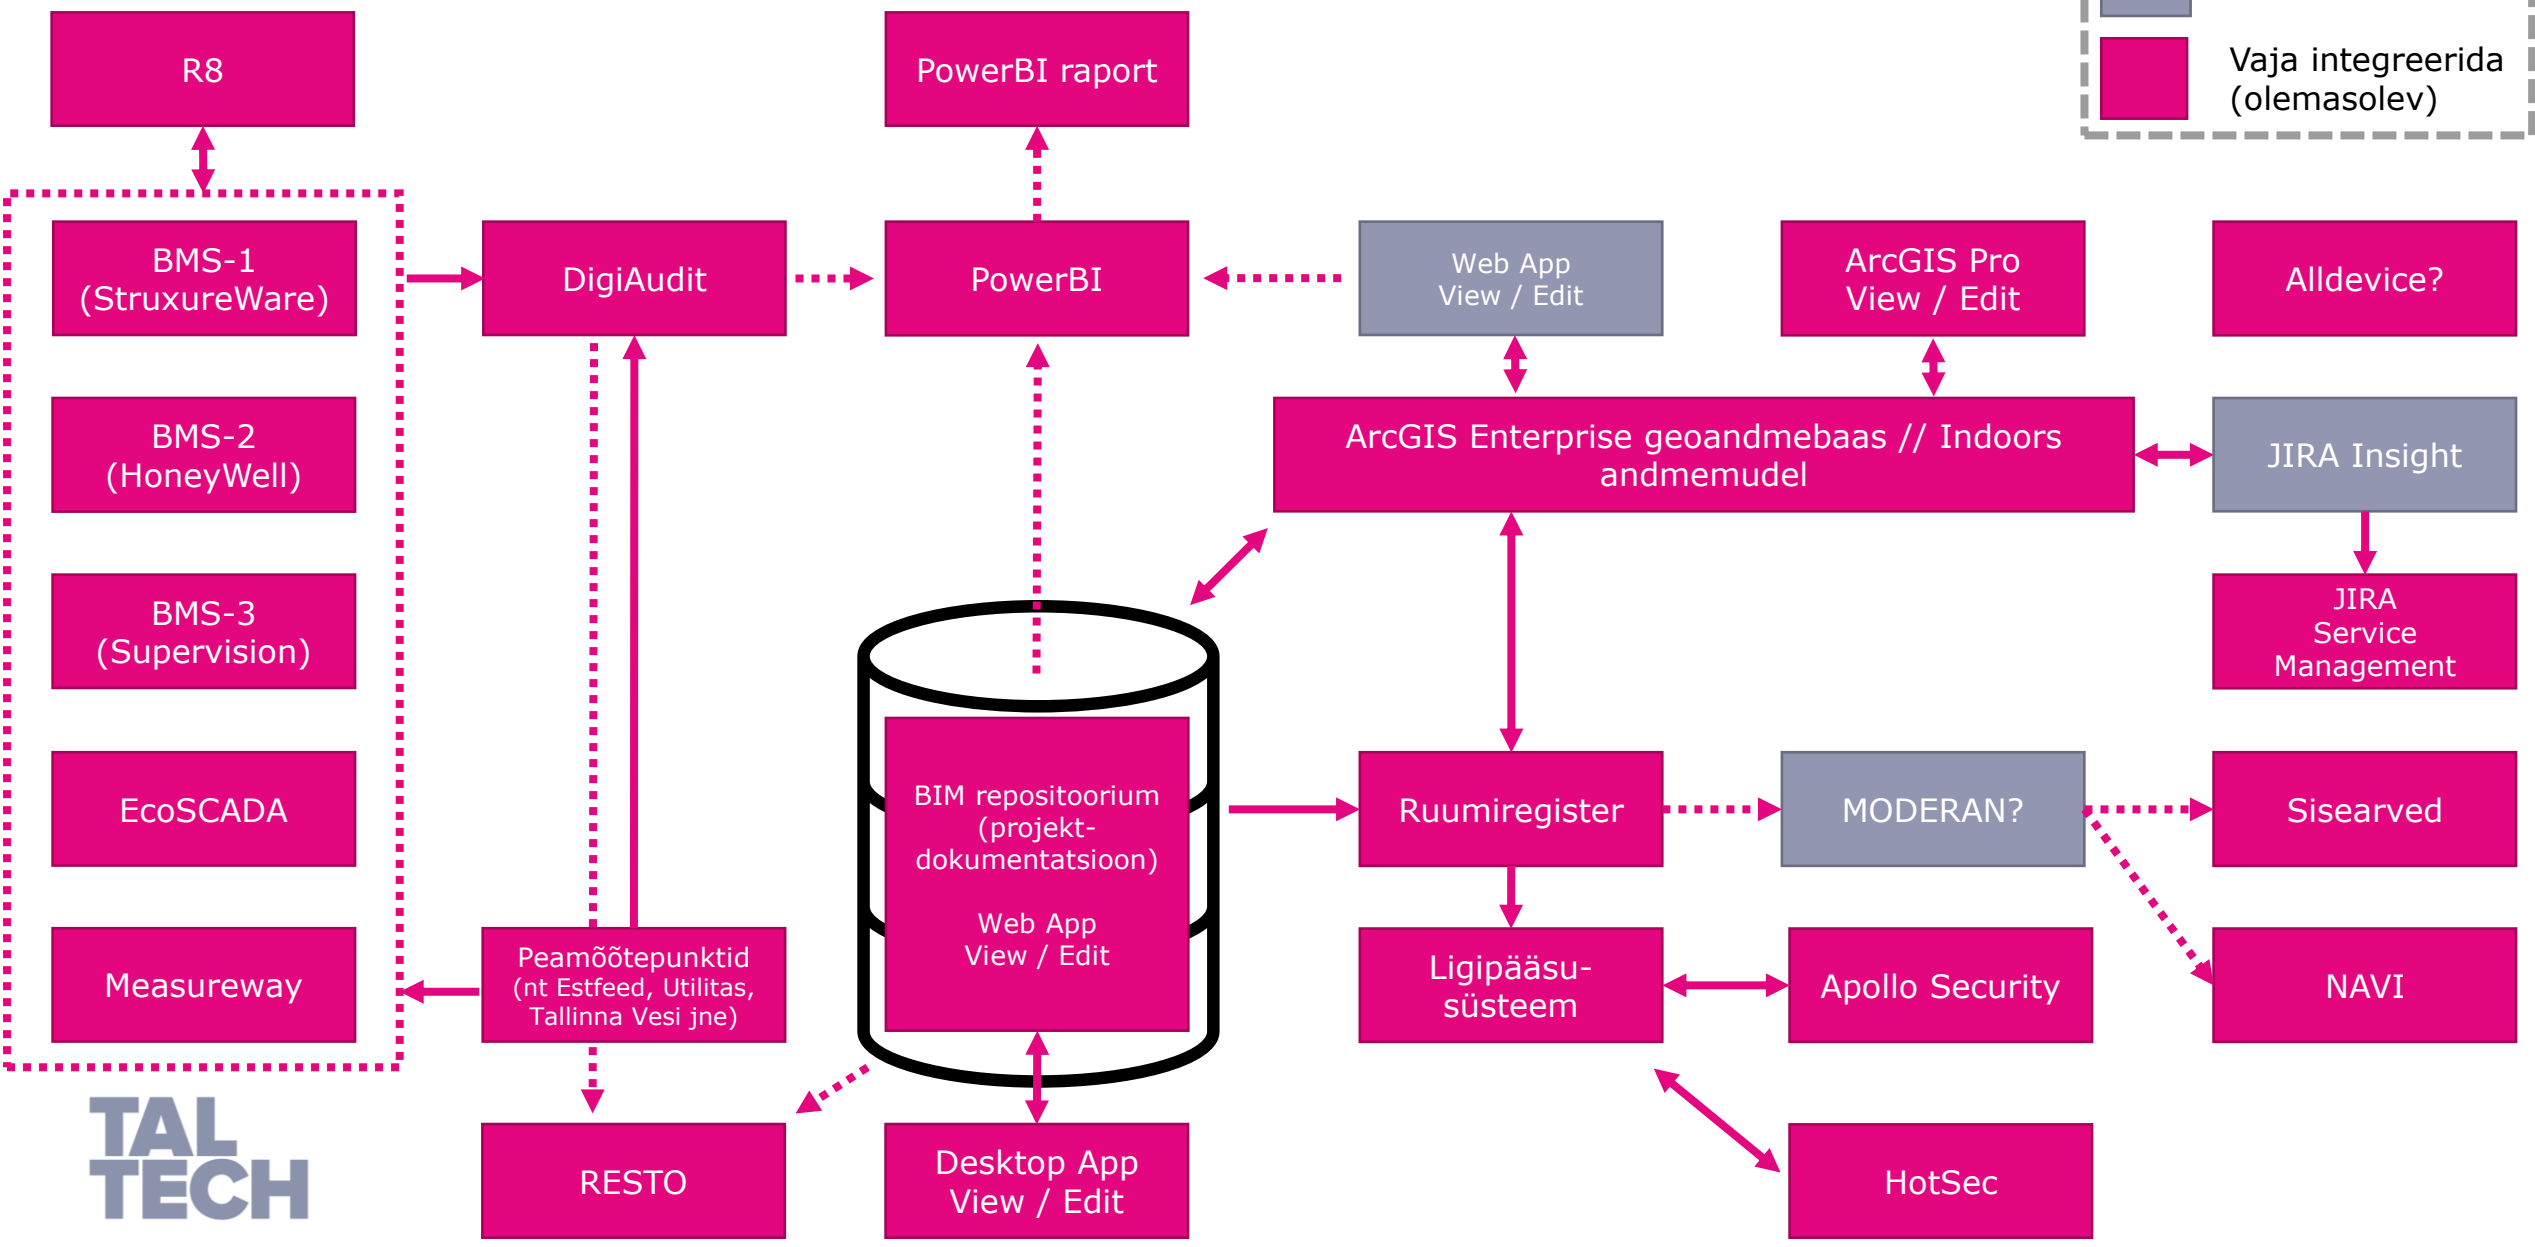 R8
PowerBI raport
Vaja integreerida
(olemasolev)
BMS-1
(StruxureWare)
DigiAudit
PowerBI
Web App
View / Edit
ArcGIS Pro
View / Edit
Alldevice?
BMS-2
(HoneyWell)
ArcGIS Enterprise geoandmebaas // Indoors
andmemudel
JIRA Insight
BMS-3
(Supervision)
JIRA
Service
Management
EcoSCADA
BIM repositoorium
(projekt-
dokumentatsioon)
Web App
View / Edit
Ruumiregister
MODERAN?
Sisearved
Measureway
Peamõõtepunktid
(nt Estfeed, Utilitas,
Tallinna Vesi jne)
Ligipääsu-
süsteem
Apollo Security
NAVI
TAL
TECH
RESTO
Desktop App
View / Edit
HotSec